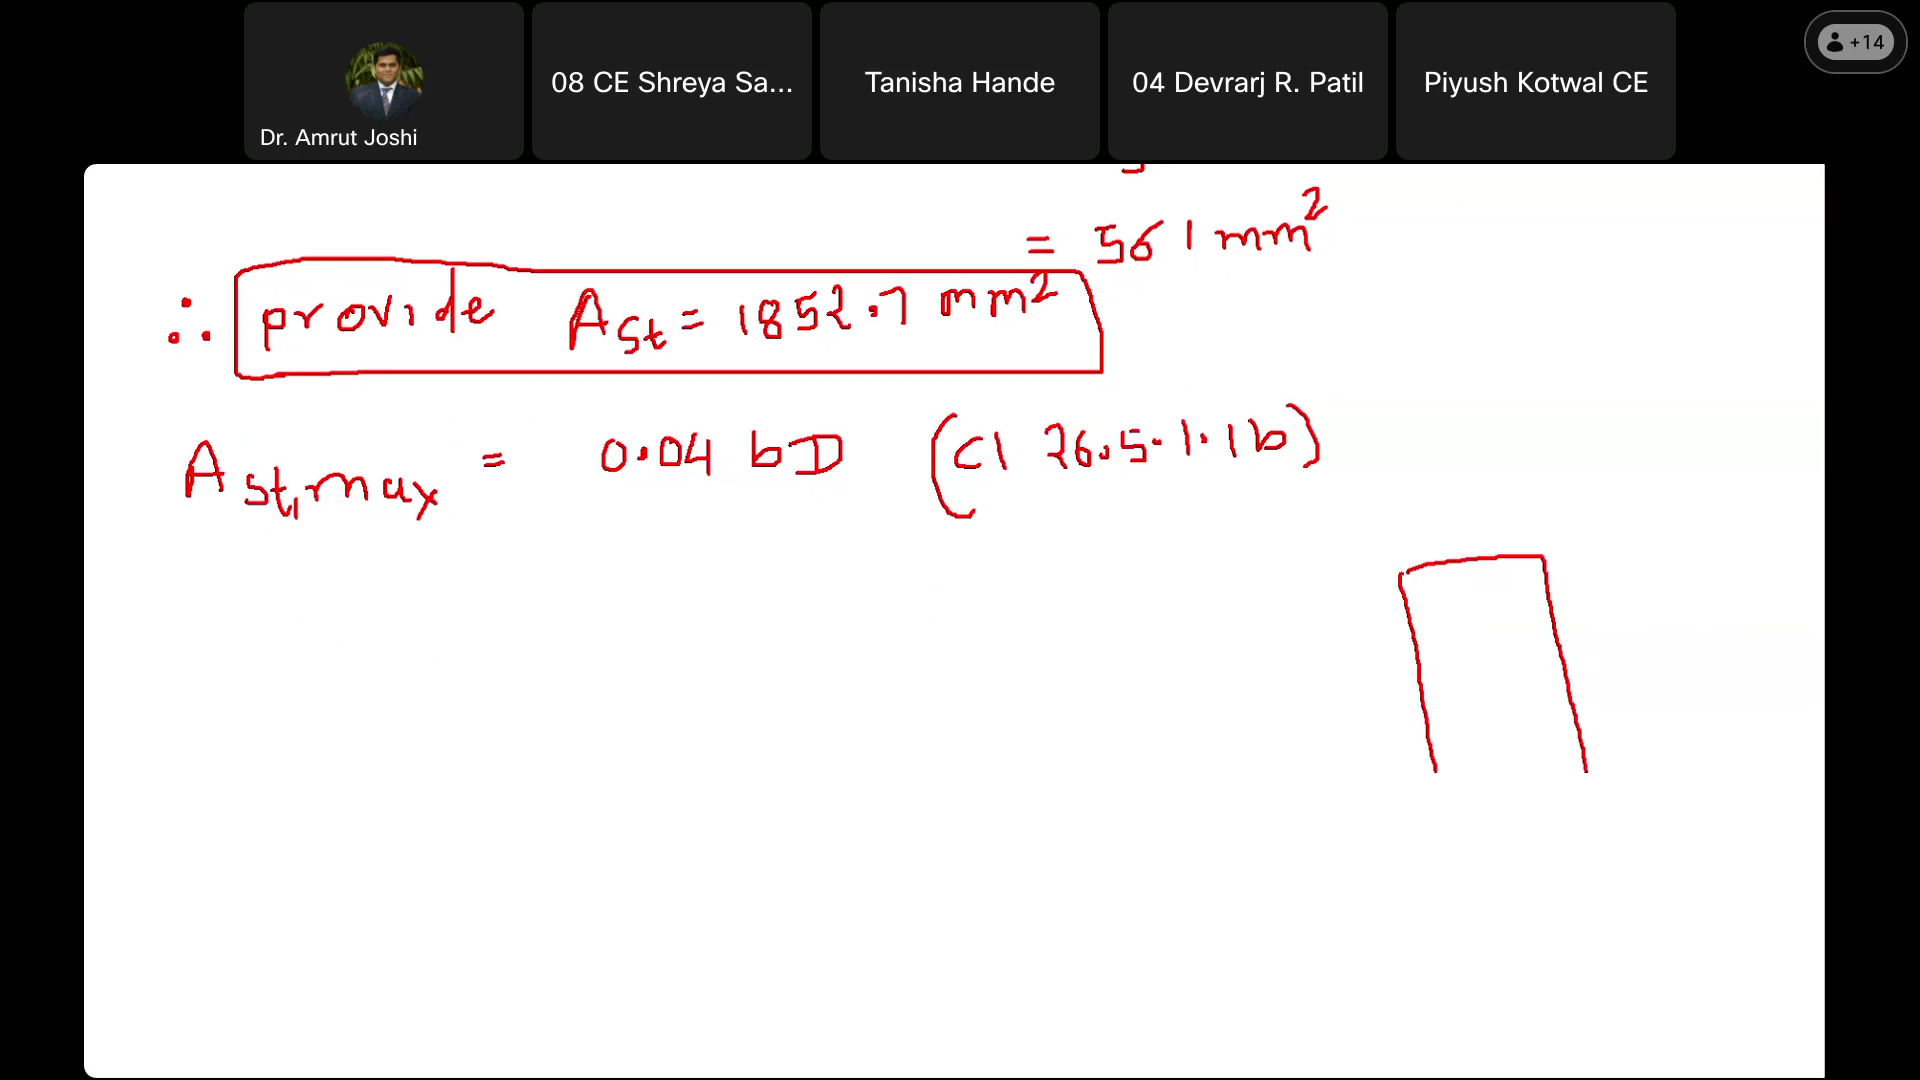 08 CE Shreya Sa...
Tanisha Hande
04 Devrarj R. Patil
Piyush Kotwal CE
+14
Dr. Amrut Joshi
= 561 mm²
∴ provide Ast = 1852.7 mm²
Ast,max = 0.04 bD (Cl 26.5.1.1b)